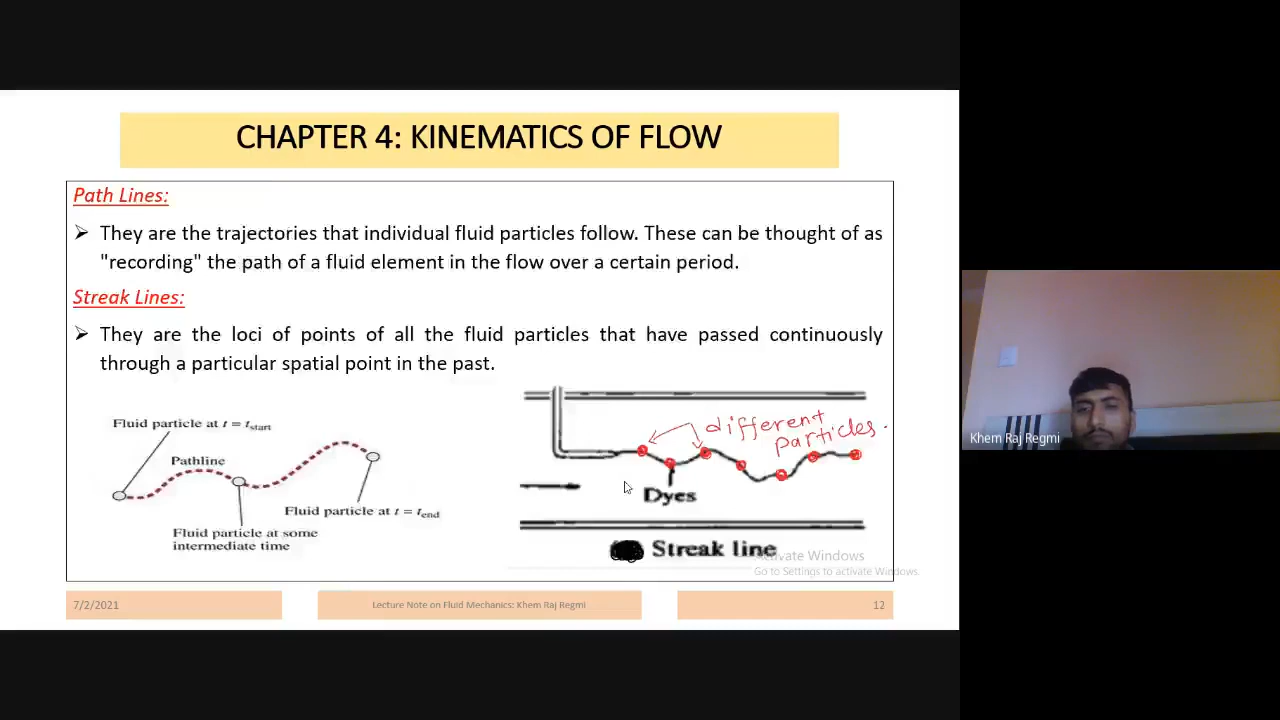 CHAPTER 4: KINEMATICS OF FLOW
Path Lines:
➢ They are the trajectories that individual fluid particles follow. These can be thought of as
"recording" the path of a fluid element in the flow over a certain period.
Streak Lines:
➢ They are the loci of points of all the fluid particles that have passed continuously
through a particular spatial point in the past.
Fluid particle at t = tstart
Pathline
Fluid particle at t = tend
Fluid particle at some
intermediate time
different
particles.
Dyes
Streak line
Activate Windows
Go to Settings to activate Windows.
7/2/2021
Lecture Note on Fluid Mechanics: Khem Raj Regmi
12
Khem Raj Regmi